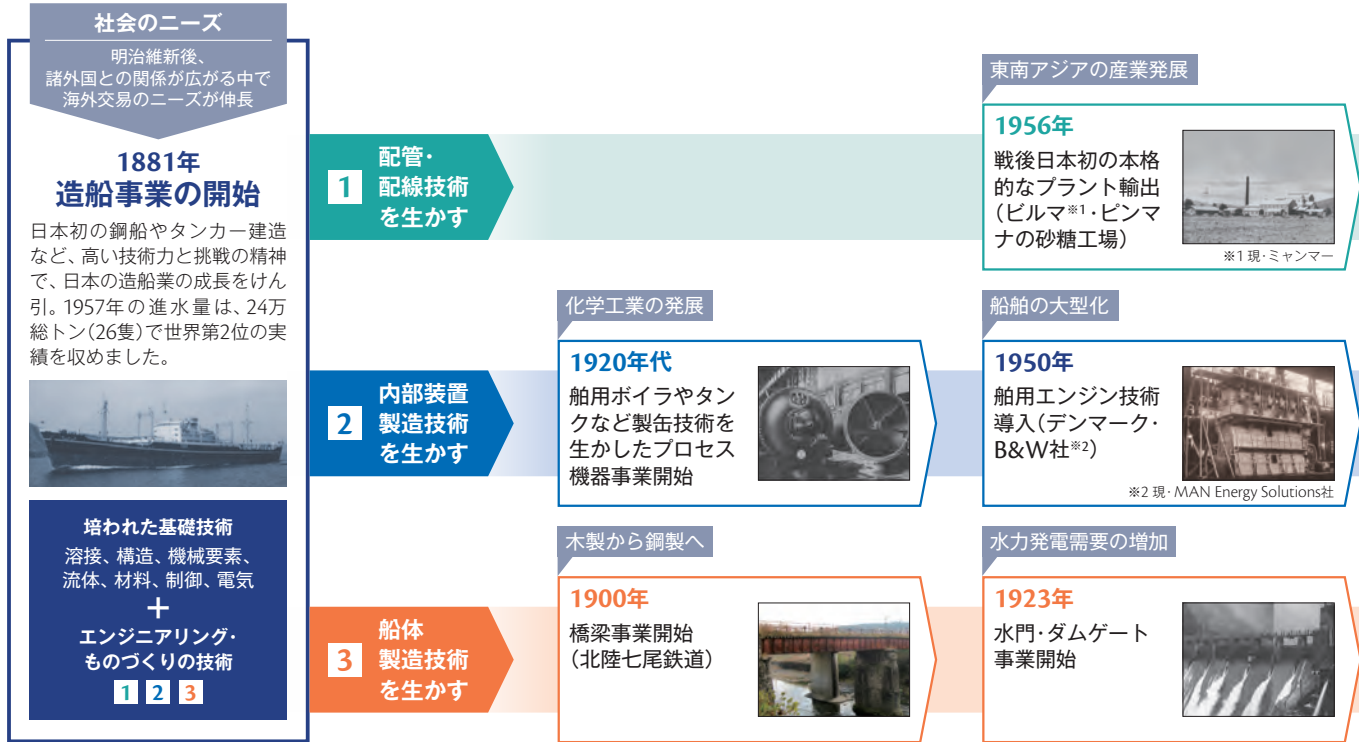 社会のニーズ
明治維新後、
諸外国との関係が広がる中で
海外交易のニーズが伸長
1881年
造船事業の開始
日本初の鋼船やタンカー建造
など、高い技術力と挑戦の精神
で、日本の造船業の成長をけん
引。1957年の進水量は、24万
総トン(26隻)で世界第2位の実
績を収めました。
培われた基礎技術
溶接、構造、機械要素、
流体、材料、制御、電気
＋
エンジニアリング・
ものづくりの技術
1 2 3
1
配管・
配線技術
を生かす
東南アジアの産業発展
1956年
戦後日本初の本格
的なプラント輸出
(ビルマ※1・ピンマ
ナの砂糖工場)
※1 現・ミャンマー
2
内部装置
製造技術
を生かす
化学工業の発展
1920年代
舶用ボイラやタン
クなど製缶技術を
生かしたプロセス
機器事業開始
船舶の大型化
1950年
舶用エンジン技術
導入(デンマーク・
B&W社※2)
※2 現・MAN Energy Solutions社
3
船体
製造技術
を生かす
木製から鋼製へ
1900年
橋梁事業開始
(北陸七尾鉄道)
水力発電需要の増加
1923年
水門・ダムゲート
事業開始